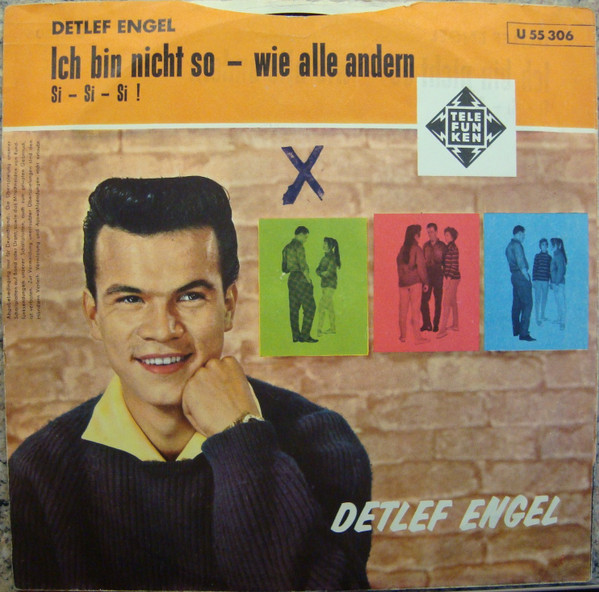 DETLEF ENGEL
U 55 306
Ich bin nicht so – wie alle andern
Si – Si – Si !
TELE
FUN
KEN
X
DETLEF ENGEL